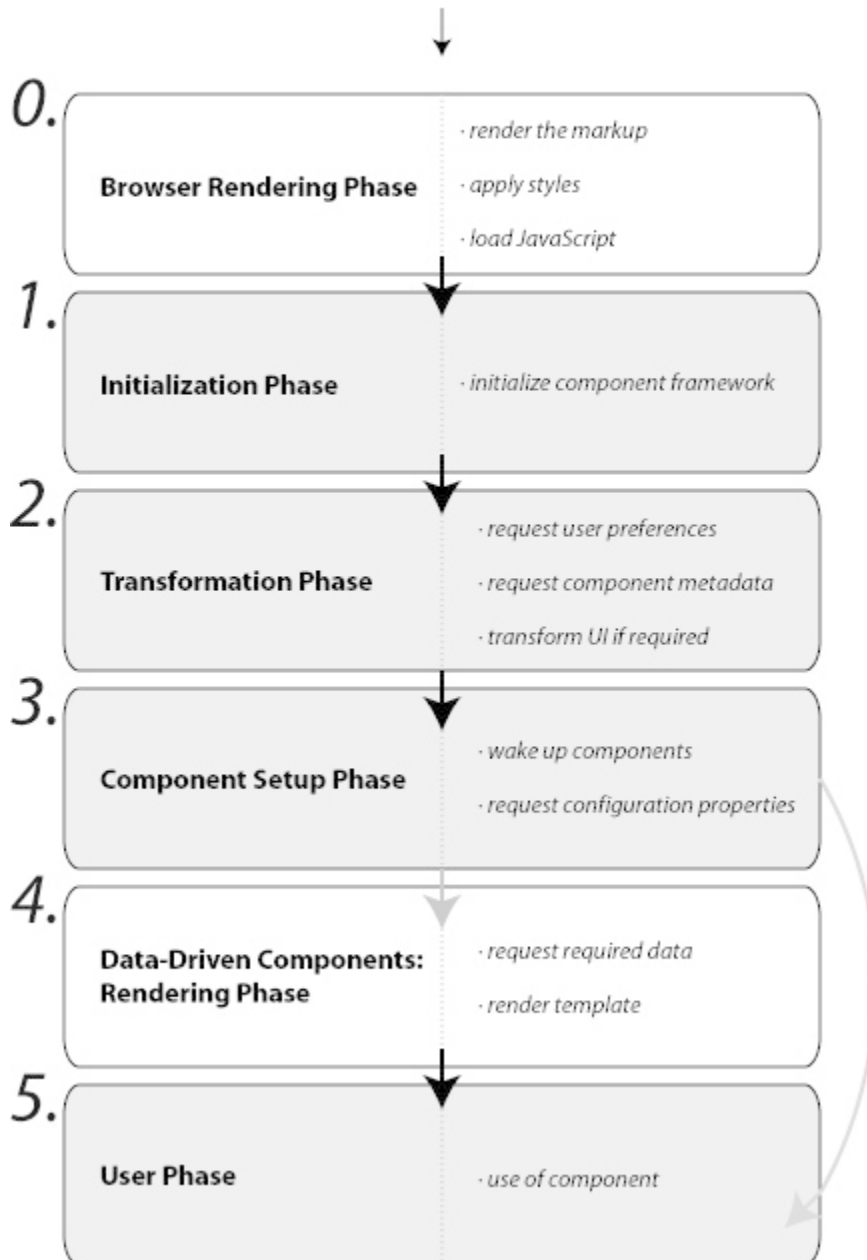 0.
Browser Rendering Phase
· render the markup
· apply styles
· load JavaScript
1.
Initialization Phase
· initialize component framework
2.
Transformation Phase
· request user preferences
· request component metadata
· transform UI if required
3.
Component Setup Phase
· wake up components
· request configuration properties
4.
Data-Driven Components:
Rendering Phase
· request required data
· render template
5.
User Phase
· use of component